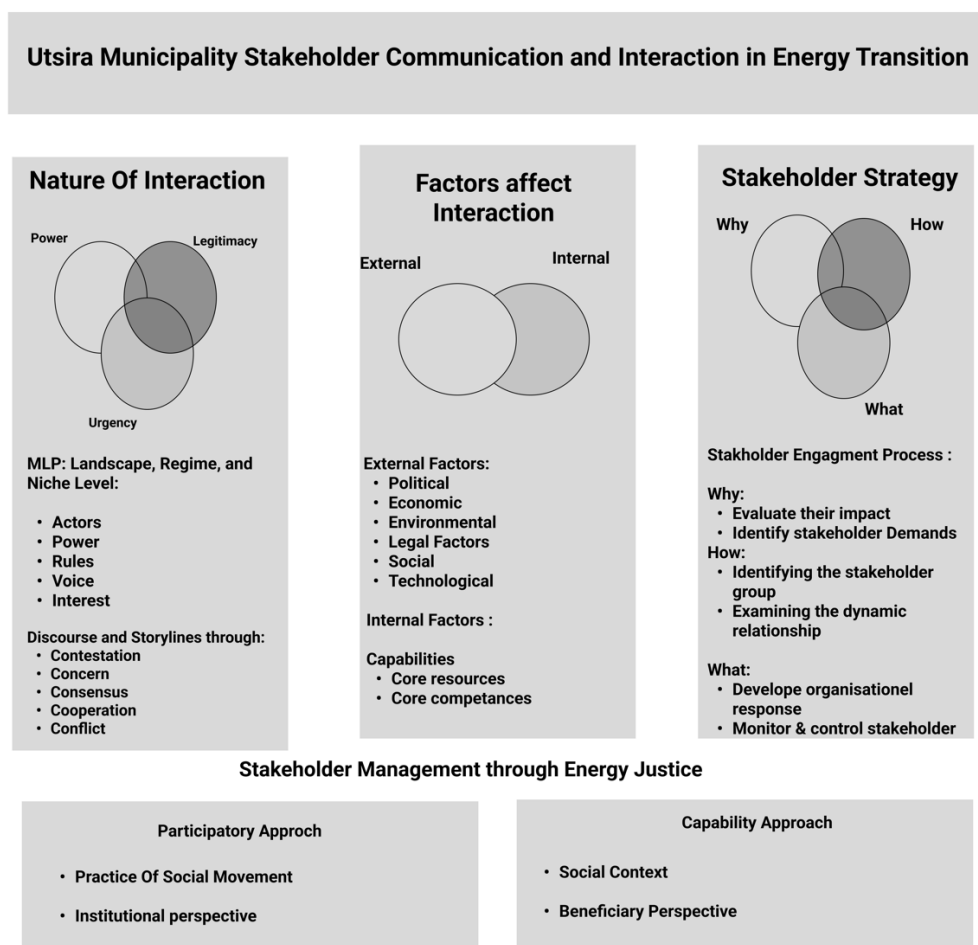 Utsira Municipality Stakeholder Communication and Interaction in Energy Transition
Nature Of Interaction
Power
Legitimacy
Urgency
MLP: Landscape, Regime, and
Niche Level:
• Actors
• Power
• Rules
• Voice
• Interest
Discourse and Storylines through:
• Contestation
• Concern
• Consensus
• Cooperation
• Conflict
Factors affect
Interaction
External
Internal
External Factors:
• Political
• Economic
• Environmental
• Legal Factors
• Social
• Technological
Internal Factors :
Capabilities
• Core resources
• Core competances
Stakeholder Strategy
Why
How
What
Stakholder Engagment Process :
Why:
• Evaluate their impact
• Identify stakeholder Demands
How:
• Identifying the stakeholder
group
• Examining the dynamic
relationship
What:
• Develope organisationel
response
• Monitor & control stakeholder
Stakeholder Management through Energy Justice
Participatory Approch
• Practice Of Social Movement
• Institutional perspective
Capability Approach
• Social Context
• Beneficiary Perspective